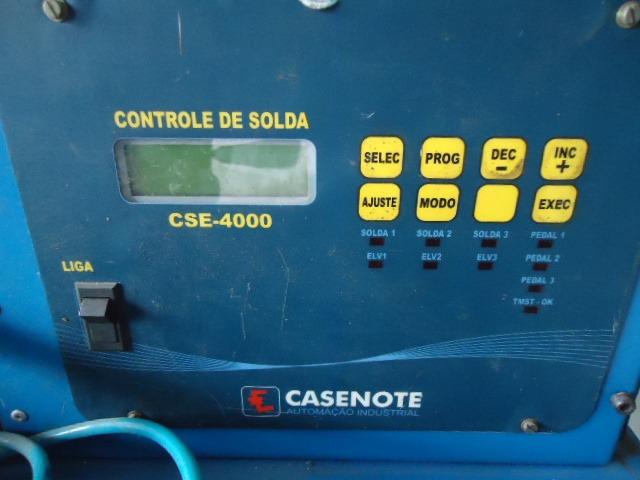 CONTROLE DE SOLDA
CSE-4000
SELEC PROG DEC - INC +
AJUSTE MODO EXEC
SOLDA 1 SOLDA 2 SOLDA 3 PEDAL 1
ELV1 ELV2 ELV3 PEDAL 2
PEDAL 3
TMST - OK
LIGA
CASENOTE
AUTOMAÇÃO INDUSTRIAL